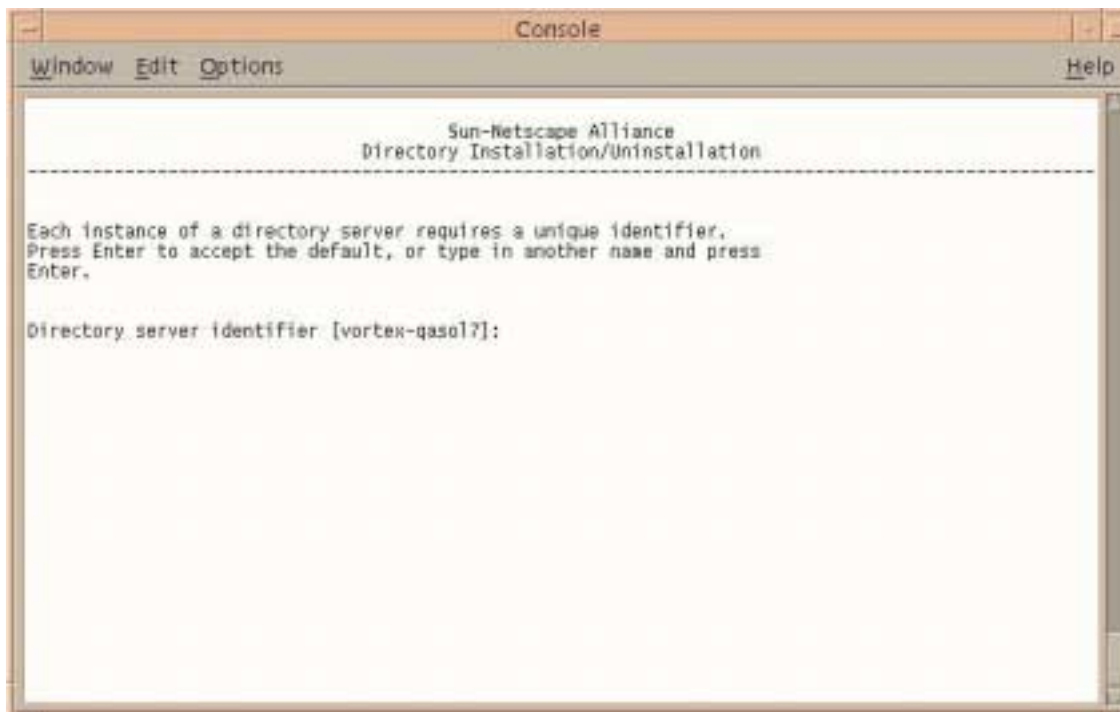 Console
Window Edit Options Help
Sun-Netscape Alliance
Directory Installation/Uninstallation
Each instance of a directory server requires a unique identifier.
Press Enter to accept the default, or type in another name and press
Enter.
Directory server identifier [vortex-qasol7]: